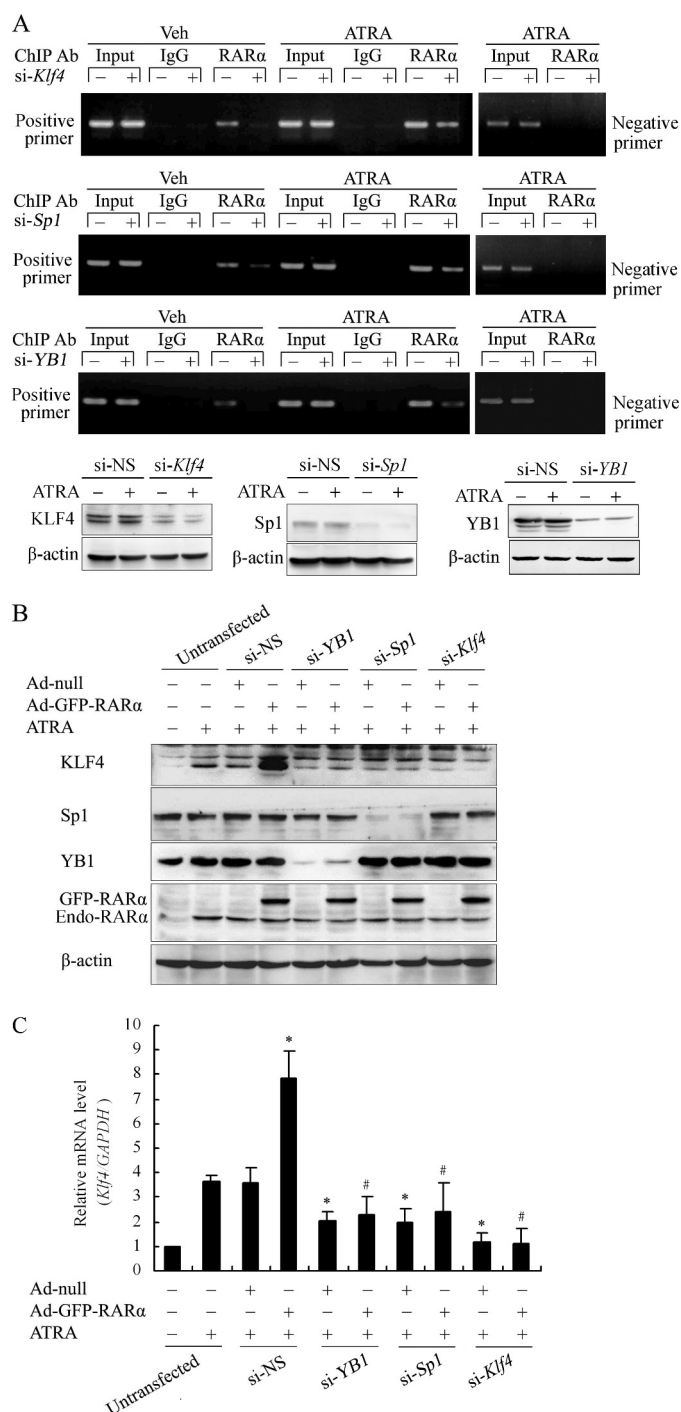 A
Veh ATRA ATRA
ChIP Ab Input IgG RARα Input IgG RARα Input RARα
si-Klf4 – + – + – + – + – + – + – + – +
Positive primer Negative primer
Veh ATRA ATRA
ChIP Ab Input IgG RARα Input IgG RARα Input RARα
si-Sp1 – + – + – + – + – + – + – + – +
Positive primer Negative primer
Veh ATRA ATRA
ChIP Ab Input IgG RARα Input IgG RARα Input RARα
si-YB1 – + – + – + – + – + – + – + – +
Positive primer Negative primer
si-NS si-Klf4
ATRA – + – +
KLF4
β-actin
si-NS si-Sp1
ATRA – + – +
Sp1
β-actin
si-NS si-YB1
ATRA – + – +
YB1
β-actin
B
Untransfected si-NS si-YB1 si-Sp1 si-Klf4
Ad-null – – + – + – + – + –
Ad-GFP-RARα – – – + – + – + – +
ATRA – + + + + + + + + +
KLF4
Sp1
YB1
GFP-RARα
Endo-RARα
β-actin
C
Relative mRNA level
(Klf4/GAPDH)
10
9
8
7
6
5
4
3
2
1
0
* * # * # * #
Ad-null – – + – + – + – + –
Ad-GFP-RARα – – – + – + – + – +
ATRA – + + + + + + + + +
Untransfected si-NS si-YB1 si-Sp1 si-Klf4